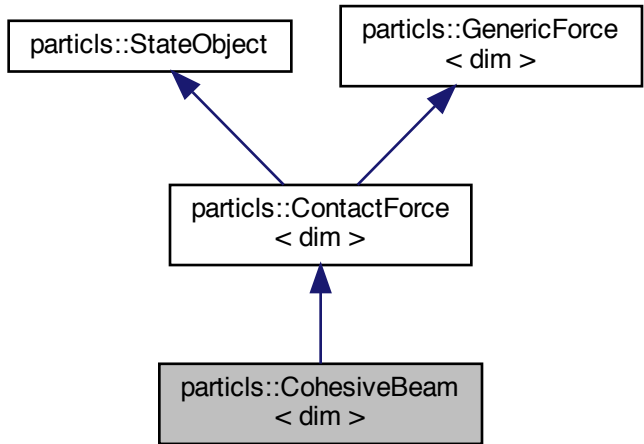 particls::StateObject
particls::GenericForce
< dim >
particls::ContactForce
< dim >
particls::CohesiveBeam
< dim >